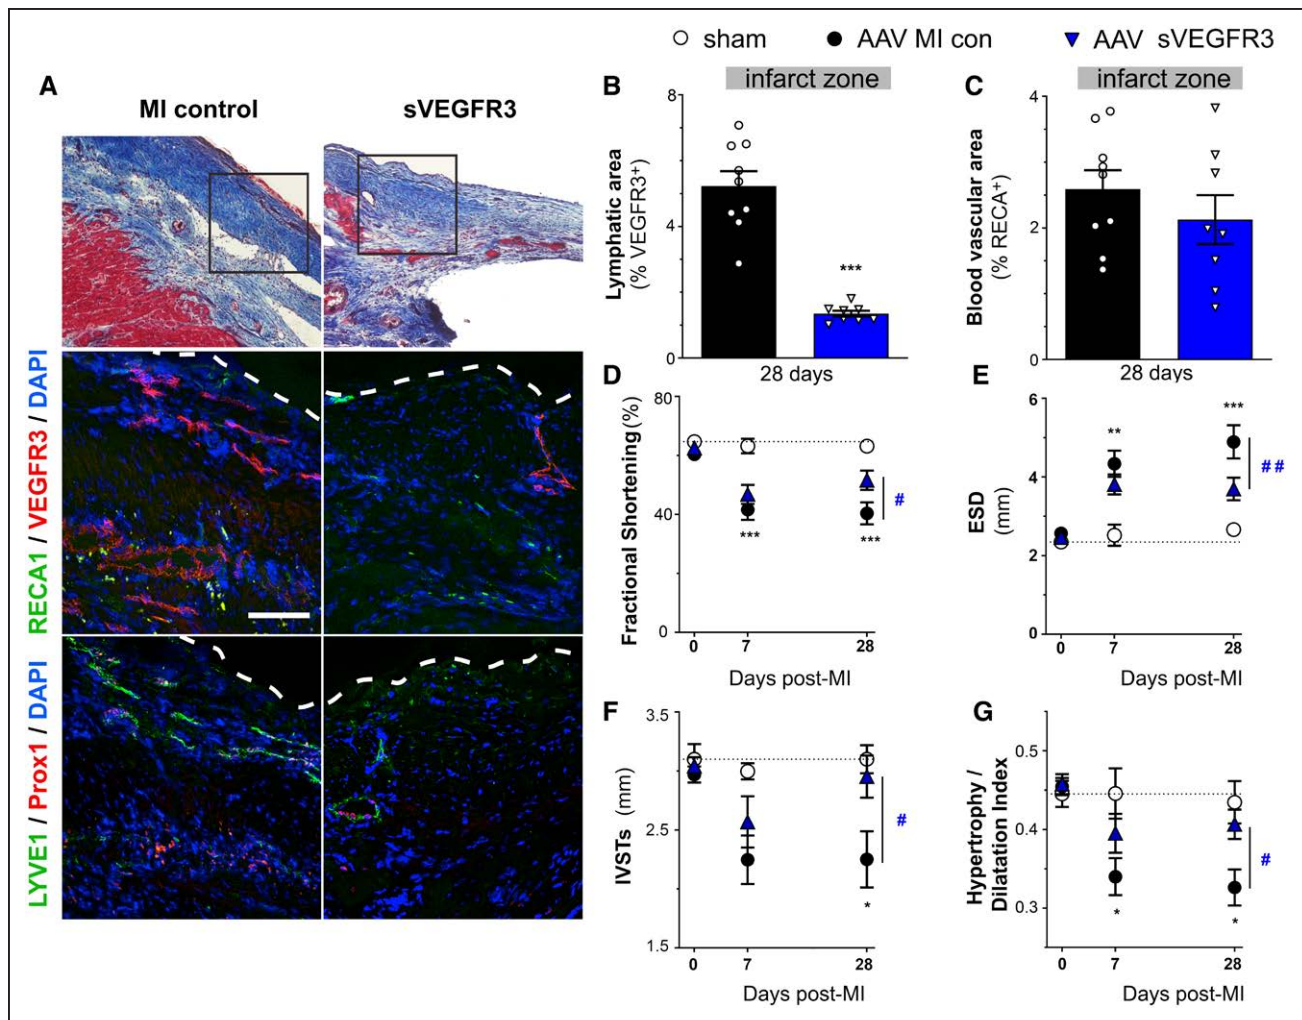 sham AAV MI con AAV sVEGFR3
A
MI control sVEGFR3
RECA1 / VEGFR3 / DAPI
LYVE1 / Prox1 / DAPI
B
infarct zone
Lymphatic area
(% VEGFR3+)
8
6
4
2
0
***
28 days
C
infarct zone
Blood vascular area
(% RECA+)
4
2
0
28 days
D
Fractional Shortening (%)
80
60
40
0
***
***
#
0 7 28
Days post-MI
E
ESD
(mm)
6
4
2
0
**
***
##
0 7 28
Days post-MI
F
IVSTs (mm)
3.5
2.5
1.5
*
#
0 7 28
Days post-MI
G
Hypertrophy /
Dilatation Index
0.5
0.4
0.3
*
*
#
0 7 28
Days post-MI